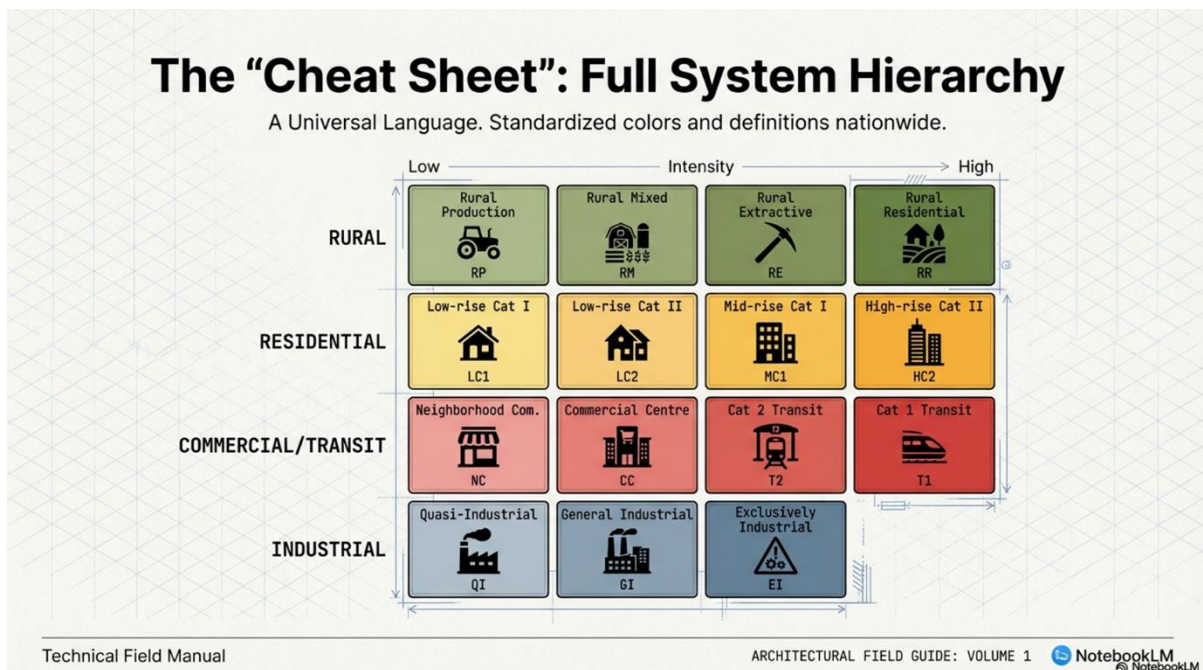 The “Cheat Sheet”: Full System Hierarchy
A Universal Language. Standardized colors and definitions nationwide.
Low Intensity High
RURAL
Rural
Production
RP
Rural Mixed
RM
Rural
Extractive
RE
Rural
Residential
RR
RESIDENTIAL
Low-rise Cat I
LC1
Low-rise Cat II
LC2
Mid-rise Cat I
MC1
High-rise Cat II
HC2
COMMERCIAL/TRANSIT
Neighborhood Com.
NC
Commercial Centre
CC
Cat 2 Transit
T2
Cat 1 Transit
T1
INDUSTRIAL
Quasi-Industrial
QI
General Industrial
GI
Exclusively
Industrial
EI
Technical Field Manual
ARCHITECTURAL FIELD GUIDE: VOLUME 1
NotebookLM
NotebookLM